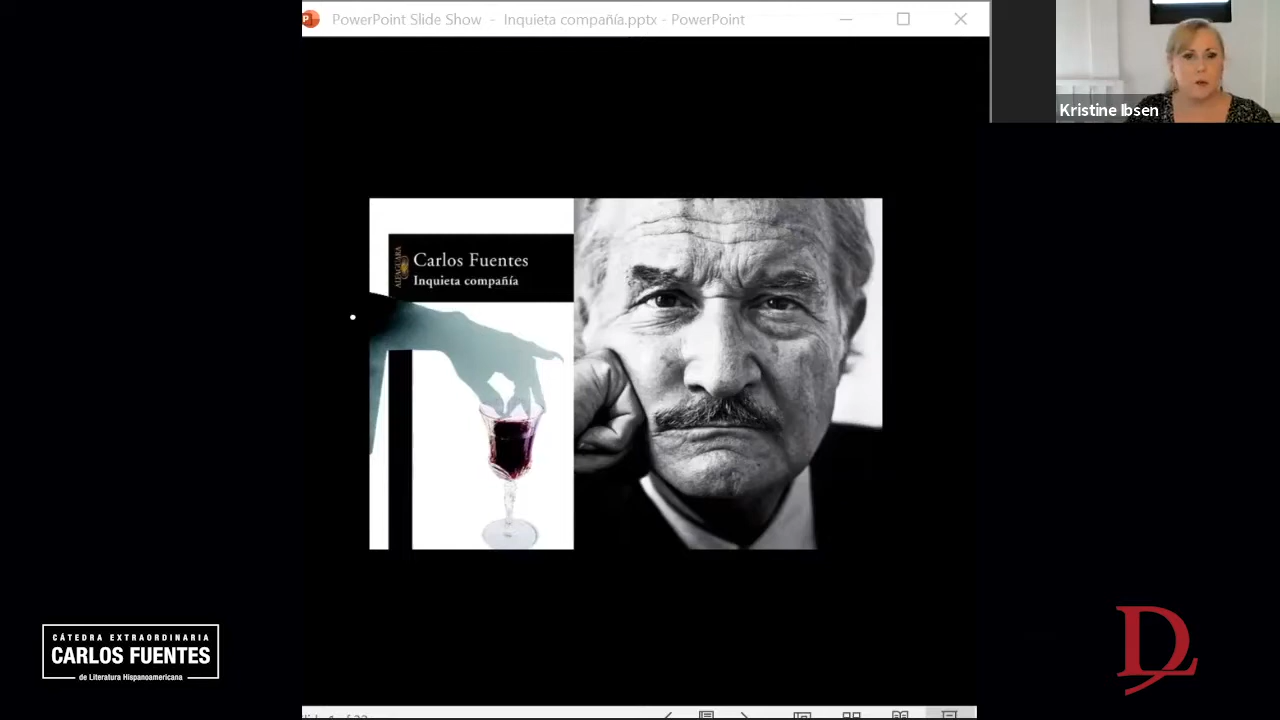 PowerPoint Slide Show - Inquieta compañía.pptx - PowerPoint
Kristine Ibsen
ALFAGUARA
Carlos Fuentes
Inquieta compañía
CÁTEDRA EXTRAORDINARIA
CARLOS FUENTES
de Literatura Hispanoamericana